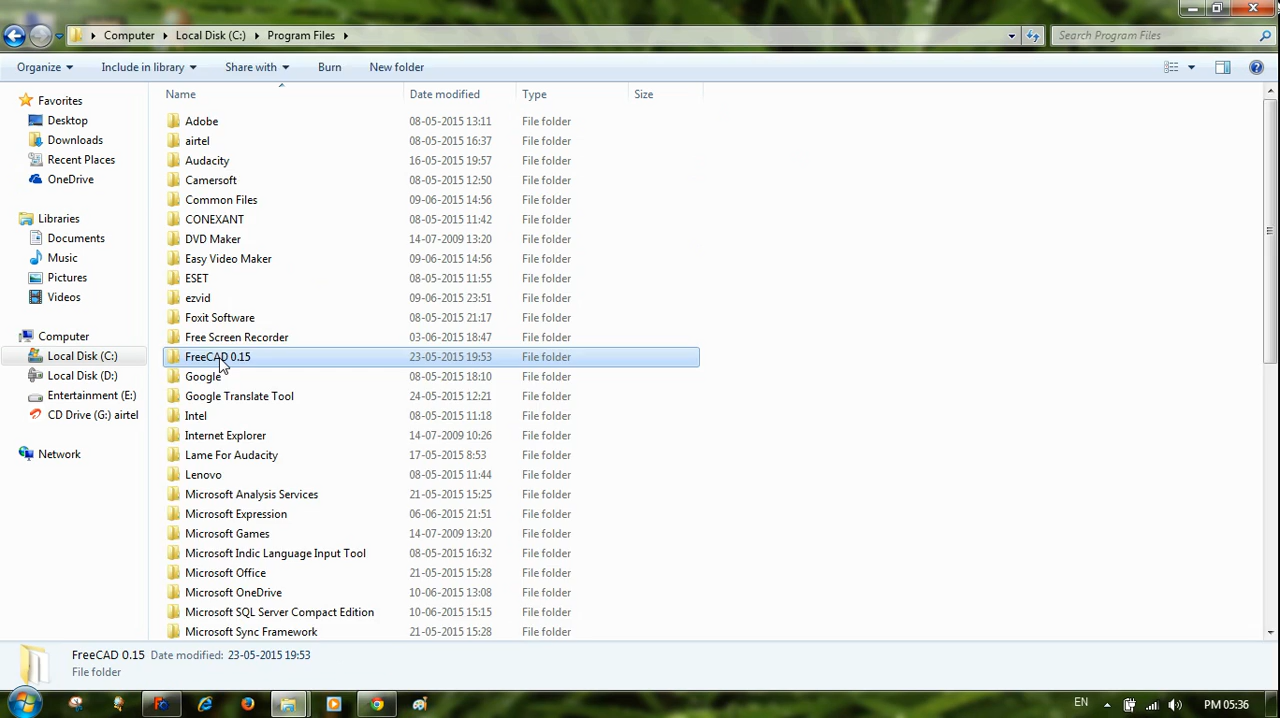 Computer Local Disk (C:) Program Files Search Program Files
Organize Include in library Share with Burn New folder
Name Date modified Type Size
Favorites
Desktop
Downloads
Recent Places
OneDrive
Libraries
Documents
Music
Pictures
Videos
Computer
Local Disk (C:)
Local Disk (D:)
Entertainment (E:)
CD Drive (G:) airtel
Network
Adobe 08-05-2015 13:11 File folder
airtel 08-05-2015 16:37 File folder
Audacity 16-05-2015 19:57 File folder
Camersoft 08-05-2015 12:50 File folder
Common Files 09-06-2015 14:56 File folder
CONEXANT 08-05-2015 11:42 File folder
DVD Maker 14-07-2009 13:20 File folder
Easy Video Maker 09-06-2015 14:56 File folder
ESET 08-05-2015 11:55 File folder
ezvid 09-06-2015 23:51 File folder
Foxit Software 08-05-2015 21:17 File folder
Free Screen Recorder 03-06-2015 18:47 File folder
FreeCAD 0.15 23-05-2015 19:53 File folder
Google 08-05-2015 18:10 File folder
Google Translate Tool 24-05-2015 12:21 File folder
Intel 08-05-2015 11:18 File folder
Internet Explorer 14-07-2009 10:26 File folder
Lame For Audacity 17-05-2015 8:53 File folder
Lenovo 08-05-2015 11:44 File folder
Microsoft Analysis Services 21-05-2015 15:25 File folder
Microsoft Expression 06-06-2015 21:51 File folder
Microsoft Games 14-07-2009 13:20 File folder
Microsoft Indic Language Input Tool 08-05-2015 16:32 File folder
Microsoft Office 21-05-2015 15:28 File folder
Microsoft OneDrive 10-06-2015 13:08 File folder
Microsoft SQL Server Compact Edition 10-06-2015 15:15 File folder
Microsoft Sync Framework 21-05-2015 15:28 File folder
FreeCAD 0.15 Date modified: 23-05-2015 19:53
File folder
EN PM 05:36